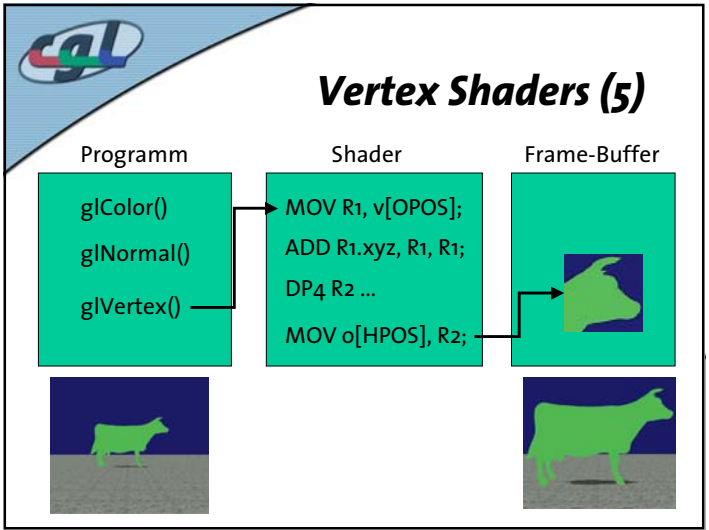 cgl
Vertex Shaders (5)
Programm
Shader
Frame-Buffer
glColor()
glNormal()
glVertex()
MOV R1, v[OPOS];
ADD R1.xyz, R1, R1;
DP4 R2 ...
MOV o[HPOS], R2;